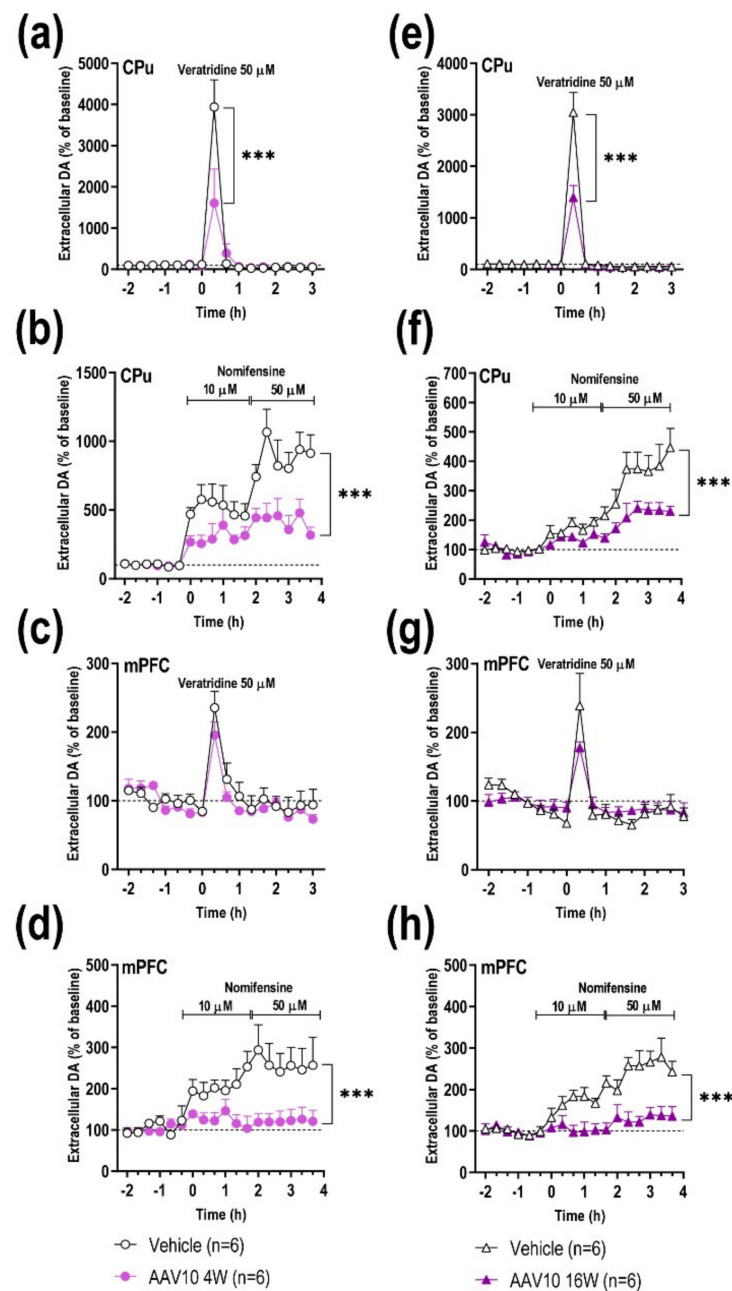 (a)
CPu
Veratridine 50 μM
Extracellular DA (% of baseline)
5000
4000
3000
2000
1000
0
***
-2 -1 0 1 2 3
Time (h)
(e)
CPu
Veratridine 50 μM
Extracellular DA (% of baseline)
4000
3000
2000
1000
0
***
-2 -1 0 1 2 3
Time (h)
(b)
CPu
Nomifensine
10 μM 50 μM
Extracellular DA (% of baseline)
1500
1000
500
100
0
***
-2 -1 0 1 2 3 4
Time (h)
(f)
CPu
Nomifensine
10 μM 50 μM
Extracellular DA (% of baseline)
700
600
500
400
300
200
100
0
***
-2 -1 0 1 2 3 4
Time (h)
(c)
mPFC
Veratridine 50 μM
Extracellular DA (% of baseline)
300
200
100
0
-2 -1 0 1 2 3
Time (h)
(g)
mPFC
Veratridine 50 μM
Extracellular DA (% of baseline)
300
200
100
0
-2 -1 0 1 2 3
Time (h)
(d)
mPFC
Nomifensine
10 μM 50 μM
Extracellular DA (% of baseline)
500
400
300
200
100
0
***
-2 -1 0 1 2 3 4
Time (h)
Vehicle (n=6)
AAV10 4W (n=6)
(h)
mPFC
Nomifensine
10 μM 50 μM
Extracellular DA (% of baseline)
500
400
300
200
100
0
***
-2 -1 0 1 2 3 4
Time (h)
Vehicle (n=6)
AAV10 16W (n=6)